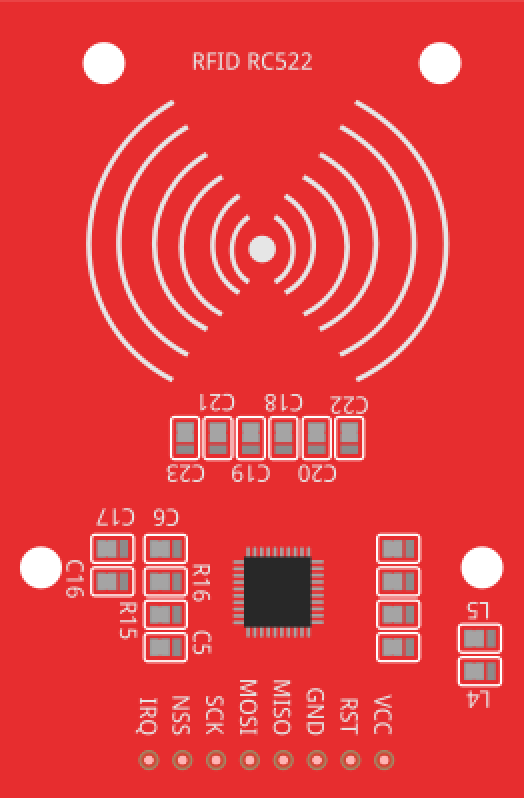 RFID RC522
C21 C18 C22
C23 C19 C20
C17 C6
C16
R16
R15
C5
L5
L4
IRQ NSS SCK MOSI MISO GND RST VCC